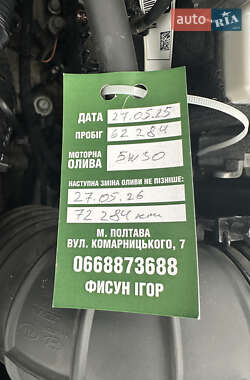 auto.ria.com
ДАТА 27.05.25
ПРОБІГ 62 284
МОТОРНА ОЛИВА 5w30
НАСТУПНА ЗМІНА ОЛИВИ НЕ ПІЗНІШЕ:
27.05.26
72 284 км
М. ПОЛТАВА
ВУЛ. КОМАРНИЦЬКОГО, 7
0668873688
ФИСУН ІГОР